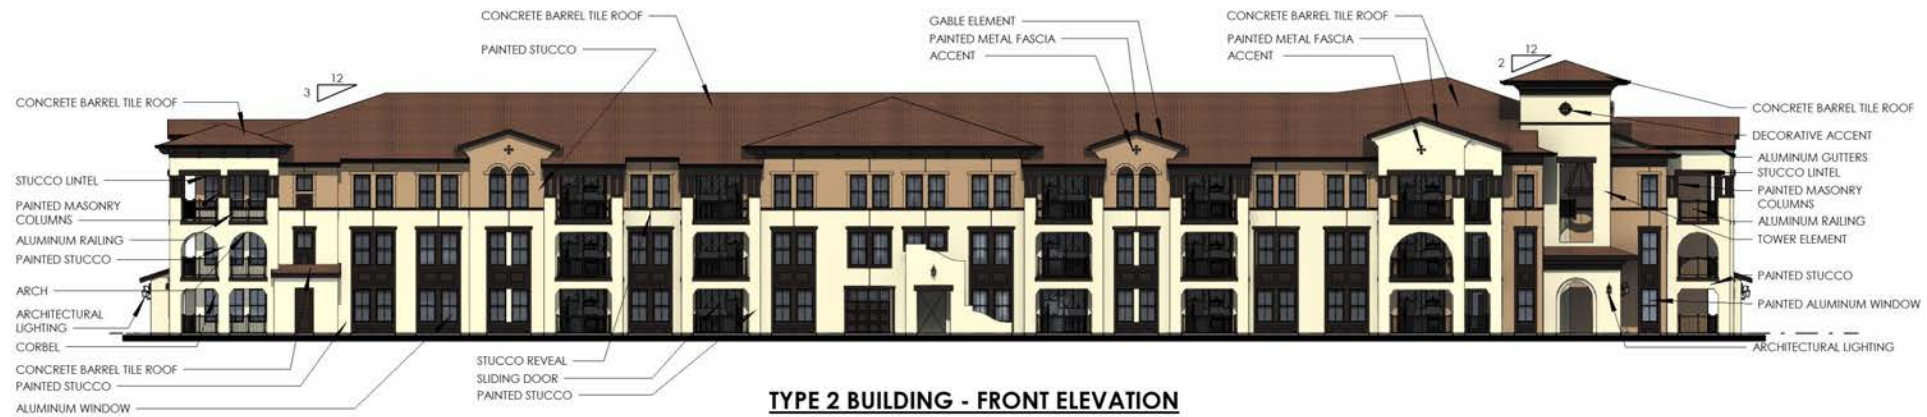 CONCRETE BARREL TILE ROOF
PAINTED STUCCO
GABLE ELEMENT
PAINTED METAL FASCIA
ACCENT
CONCRETE BARREL TILE ROOF
PAINTED METAL FASCIA
ACCENT
12
3
12
2
CONCRETE BARREL TILE ROOF
STUCCO LINTEL
PAINTED MASONRY
COLUMNS
ALUMINUM RAILING
PAINTED STUCCO
ARCH
ARCHITECTURAL
LIGHTING
CORBEL
CONCRETE BARREL TILE ROOF
PAINTED STUCCO
ALUMINUM WINDOW
STUCCO REVEAL
SLIDING DOOR
PAINTED STUCCO
CONCRETE BARREL TILE ROOF
DECORATIVE ACCENT
ALUMINUM GUTTERS
STUCCO LINTEL
PAINTED MASONRY
COLUMNS
ALUMINUM RAILING
TOWER ELEMENT
PAINTED STUCCO
PAINTED ALUMINUM WINDOW
ARCHITECTURAL LIGHTING
TYPE 2 BUILDING - FRONT ELEVATION